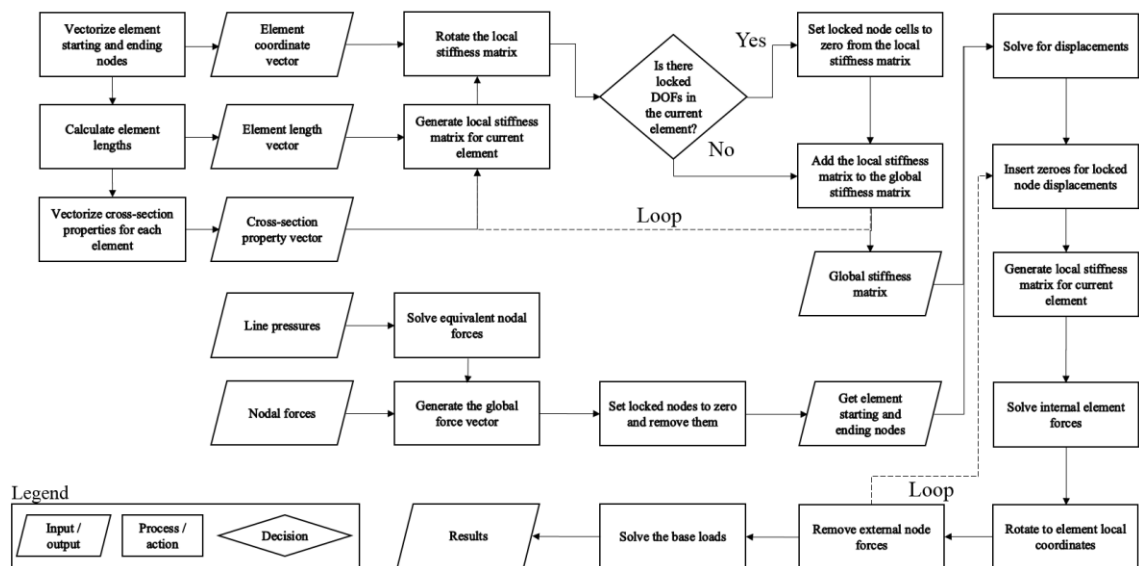 Vectorize element
starting and ending
nodes
Element
coordinate
vector
Rotate the local
stiffness matrix
Is there
locked
DOFs in
the current
element?
Yes
No
Set locked node cells to
zero from the local
stiffness matrix
Solve for displacements
Calculate element
lengths
Element length
vector
Generate local stiffness
matrix for current
element
Add the local stiffness
matrix to the global
stiffness matrix
Insert zeroes for locked
node displacements
Vectorize cross-section
properties for each
element
Cross-section
property vector
Loop
Global stiffness
matrix
Generate local stiffness
matrix for current
element
Line pressures
Solve equivalent nodal
forces
Nodal forces
Generate the global
force vector
Set locked nodes to zero
and remove them
Get element
starting and
ending nodes
Solve internal element
forces
Loop
Legend
Input /
output
Process /
action
Decision
Results
Solve the base loads
Remove external node
forces
Rotate to element local
coordinates